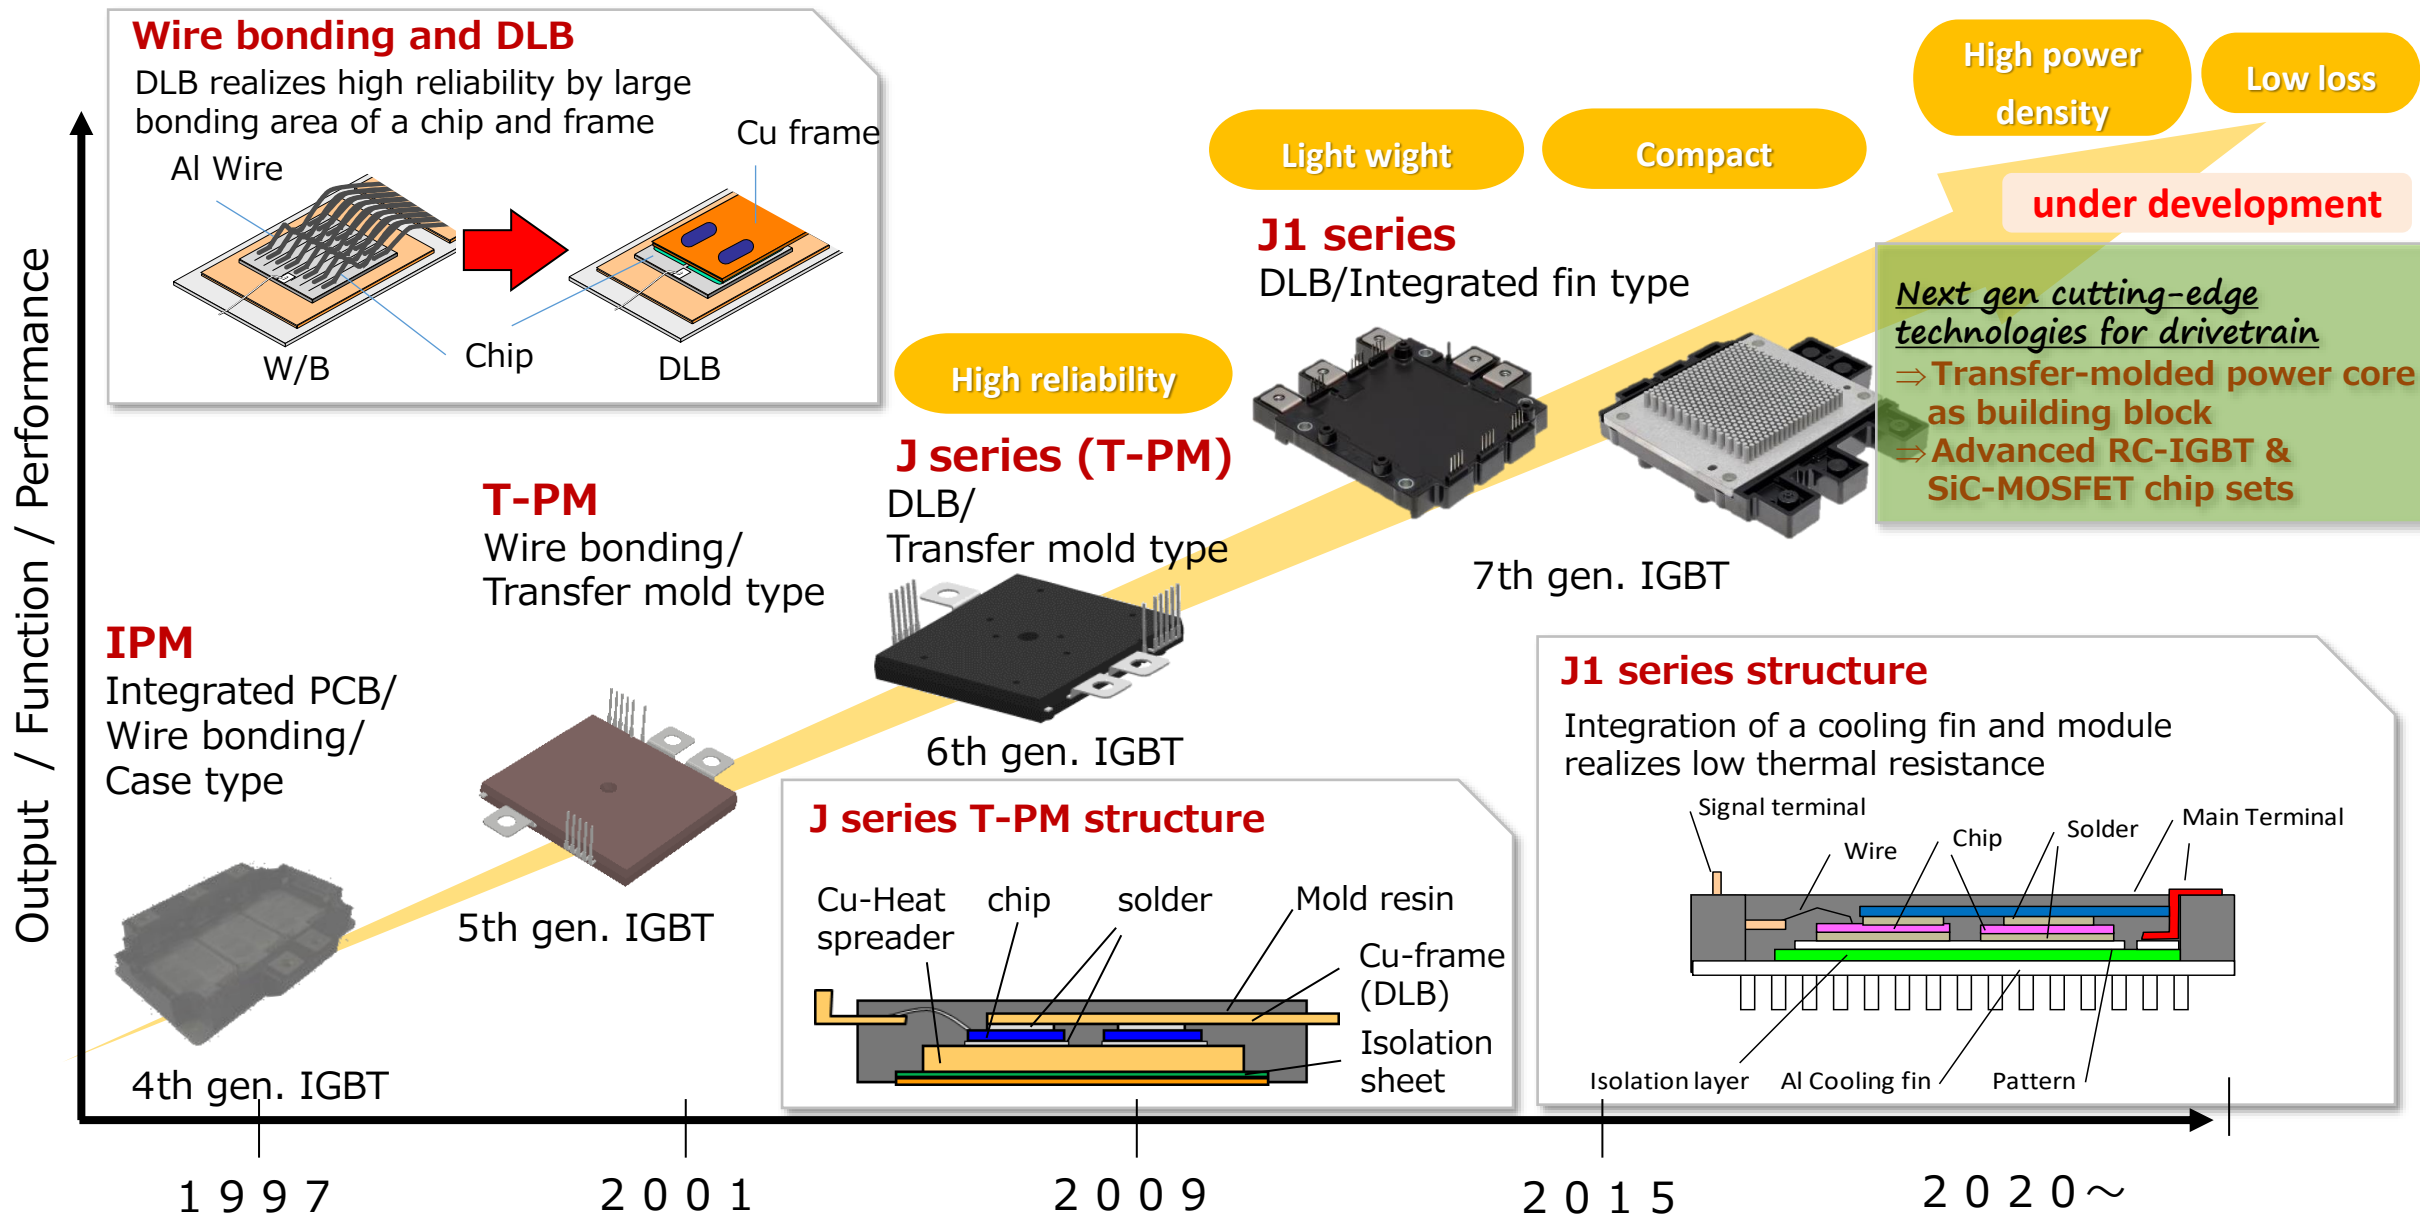 Wire bonding and DLB
DLB realizes high reliability by large
bonding area of a chip and frame
Cu frame
Al Wire
Chip
W/B
DLB
High power
density
Low loss
Light wight
Compact
under development
J1 series
DLB/Integrated fin type
Next gen cutting-edge
technologies for drivetrain
⇒Transfer-molded power core
as building block
⇒Advanced RC-IGBT &
SiC-MOSFET chip sets
7th gen. IGBT
High reliability
J series (T-PM)
DLB/
Transfer mold type
6th gen. IGBT
T-PM
Wire bonding/
Transfer mold type
5th gen. IGBT
IPM
Integrated PCB/
Wire bonding/
Case type
4th gen. IGBT
Output / Function / Performance
J series T-PM structure
Cu-Heat
spreader
chip
solder
Mold resin
Cu-frame
(DLB)
Isolation
sheet
J1 series structure
Integration of a cooling fin and module
realizes low thermal resistance
Signal terminal
Wire
Chip
Solder
Main Terminal
Isolation layer
Al Cooling fin
Pattern
1997
2001
2009
2015
2020～